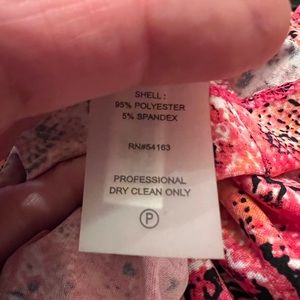 SHELL :
95% POLYESTER
5% SPANDEX
RN#54163
PROFESSIONAL
DRY CLEAN ONLY
P